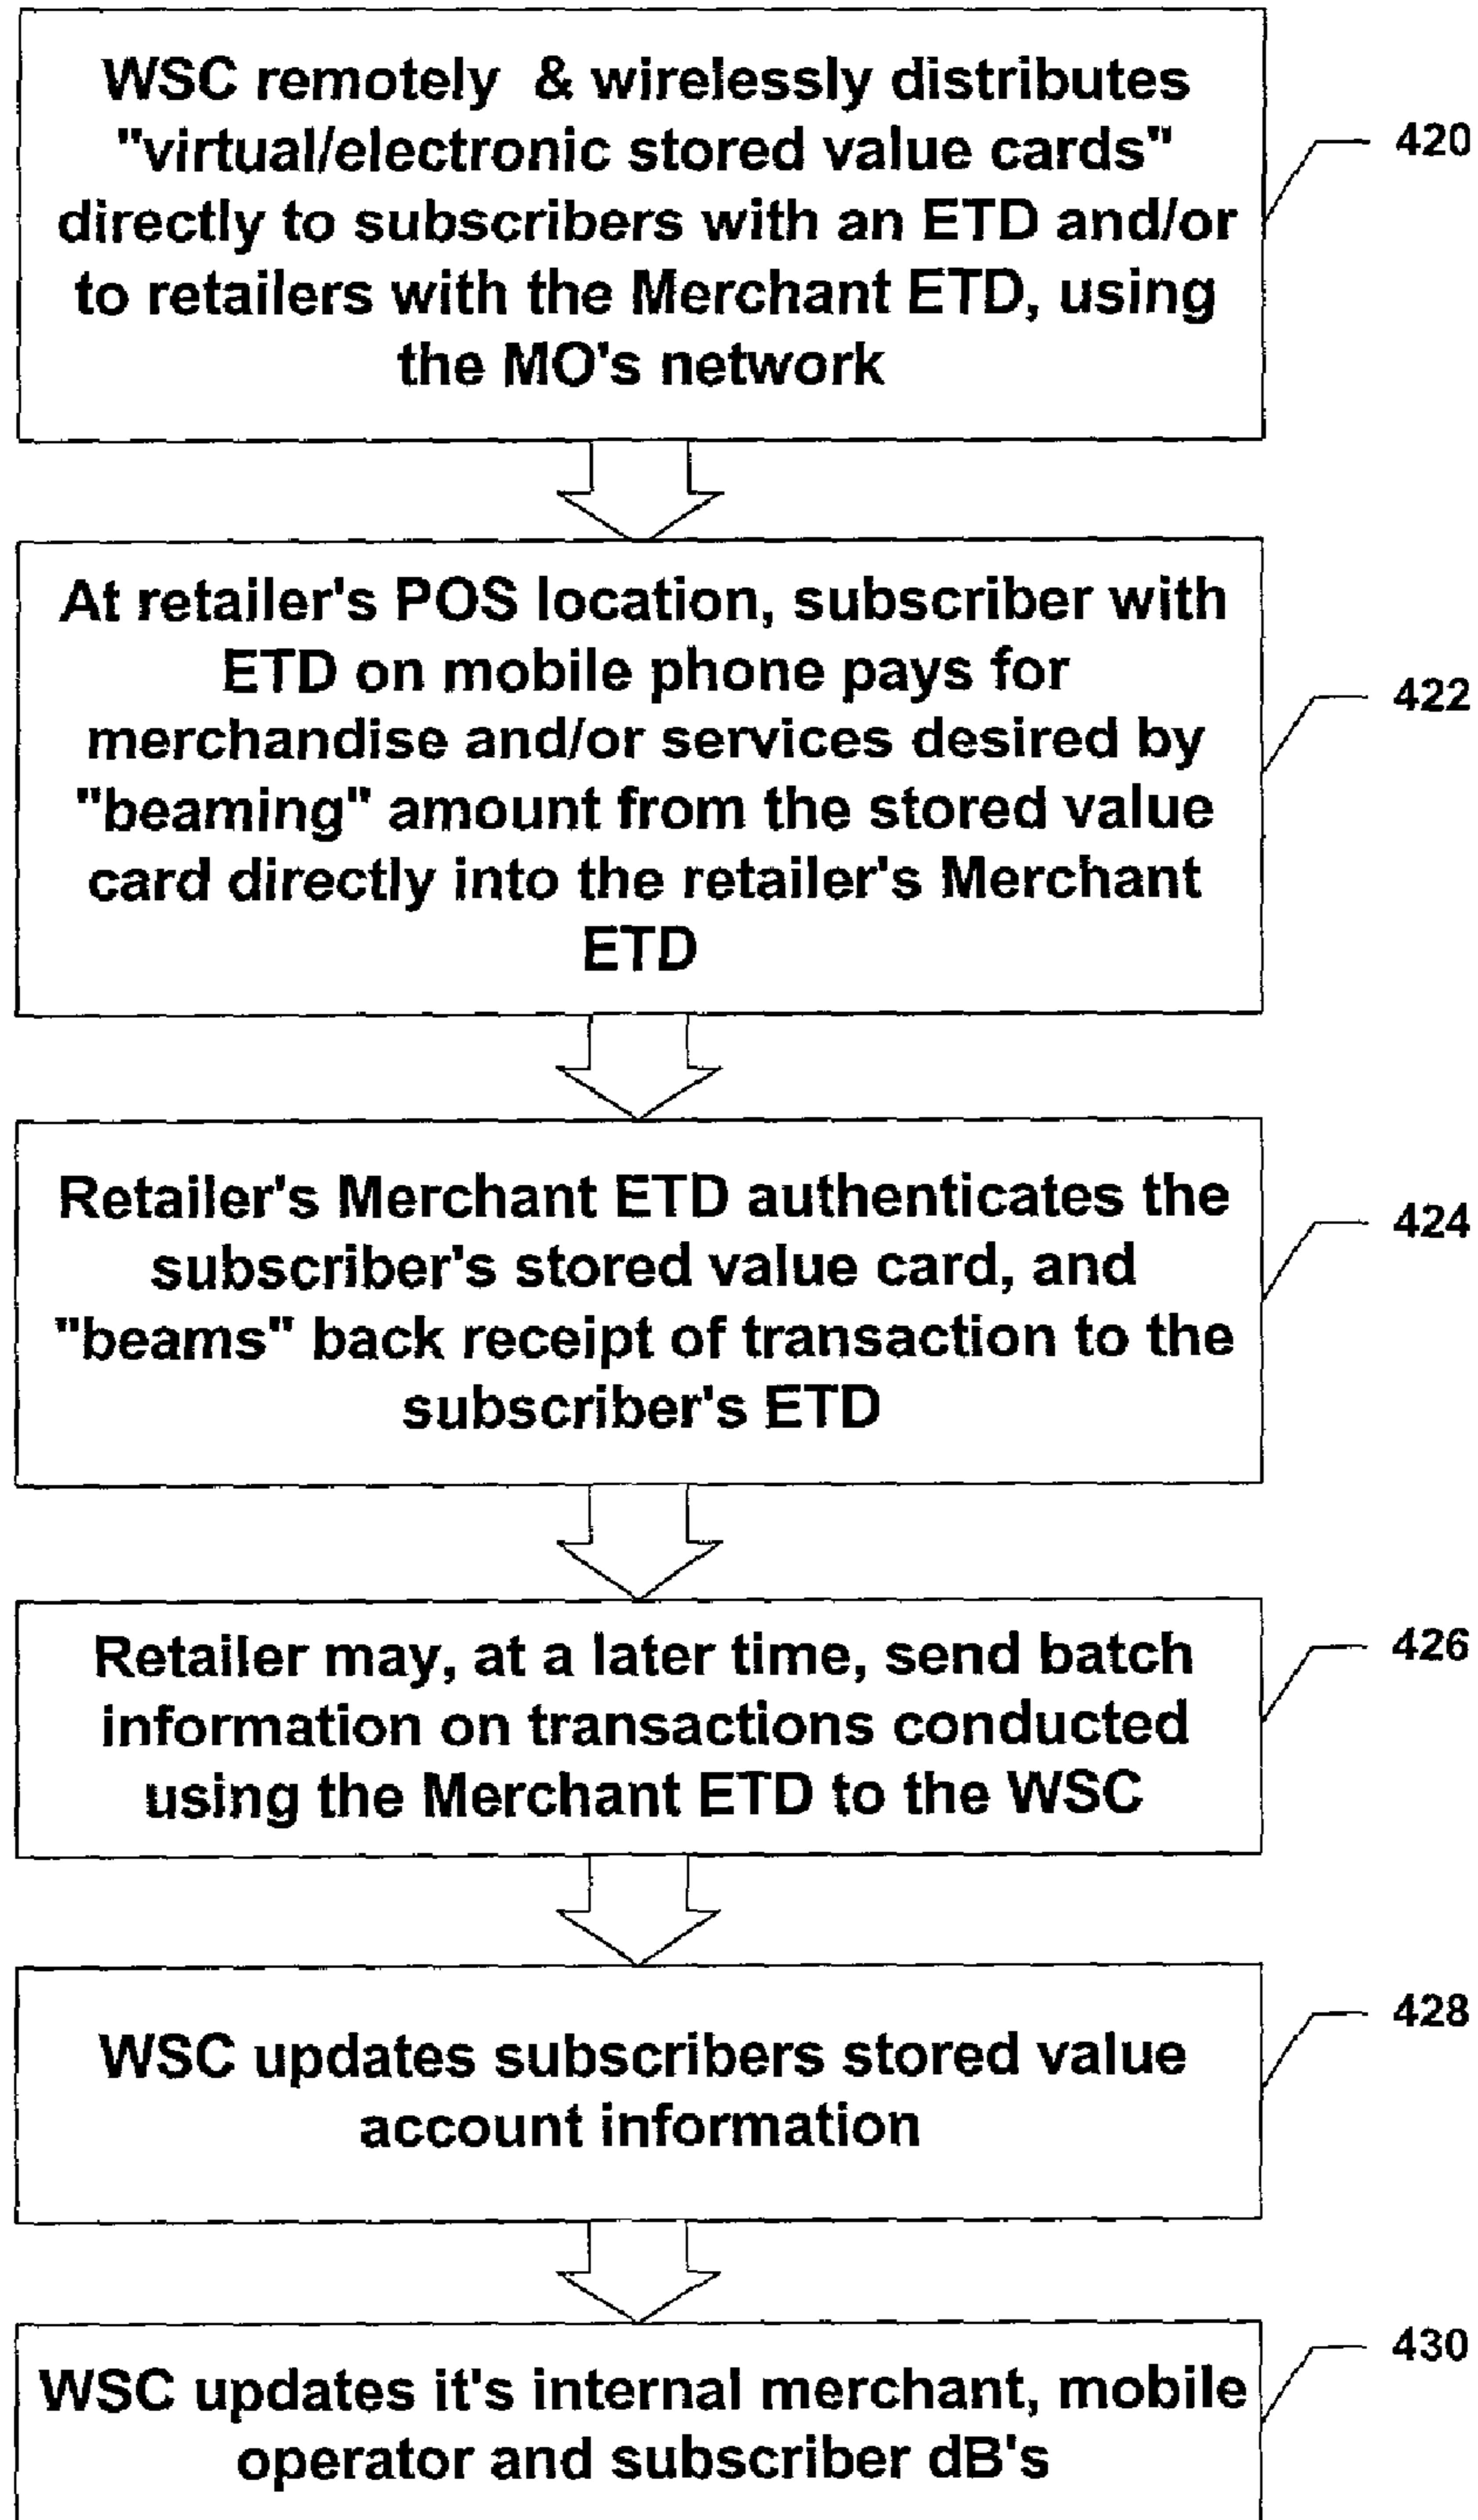 WSC remotely & wirelessly distributes
"virtual/electronic stored value cards"
directly to subscribers with an ETD and/or
to retailers with the Merchant ETD, using
the MO's network
420
At retailer's POS location, subscriber with
ETD on mobile phone pays for
merchandise and/or services desired by
"beaming" amount from the stored value
card directly into the retailer's Merchant
ETD
422
Retailer's Merchant ETD authenticates the
subscriber's stored value card, and
"beams" back receipt of transaction to the
subscriber's ETD
424
Retailer may, at a later time, send batch
information on transactions conducted
using the Merchant ETD to the WSC
426
WSC updates subscribers stored value
account information
428
WSC updates it's internal merchant, mobile
operator and subscriber dB's
430